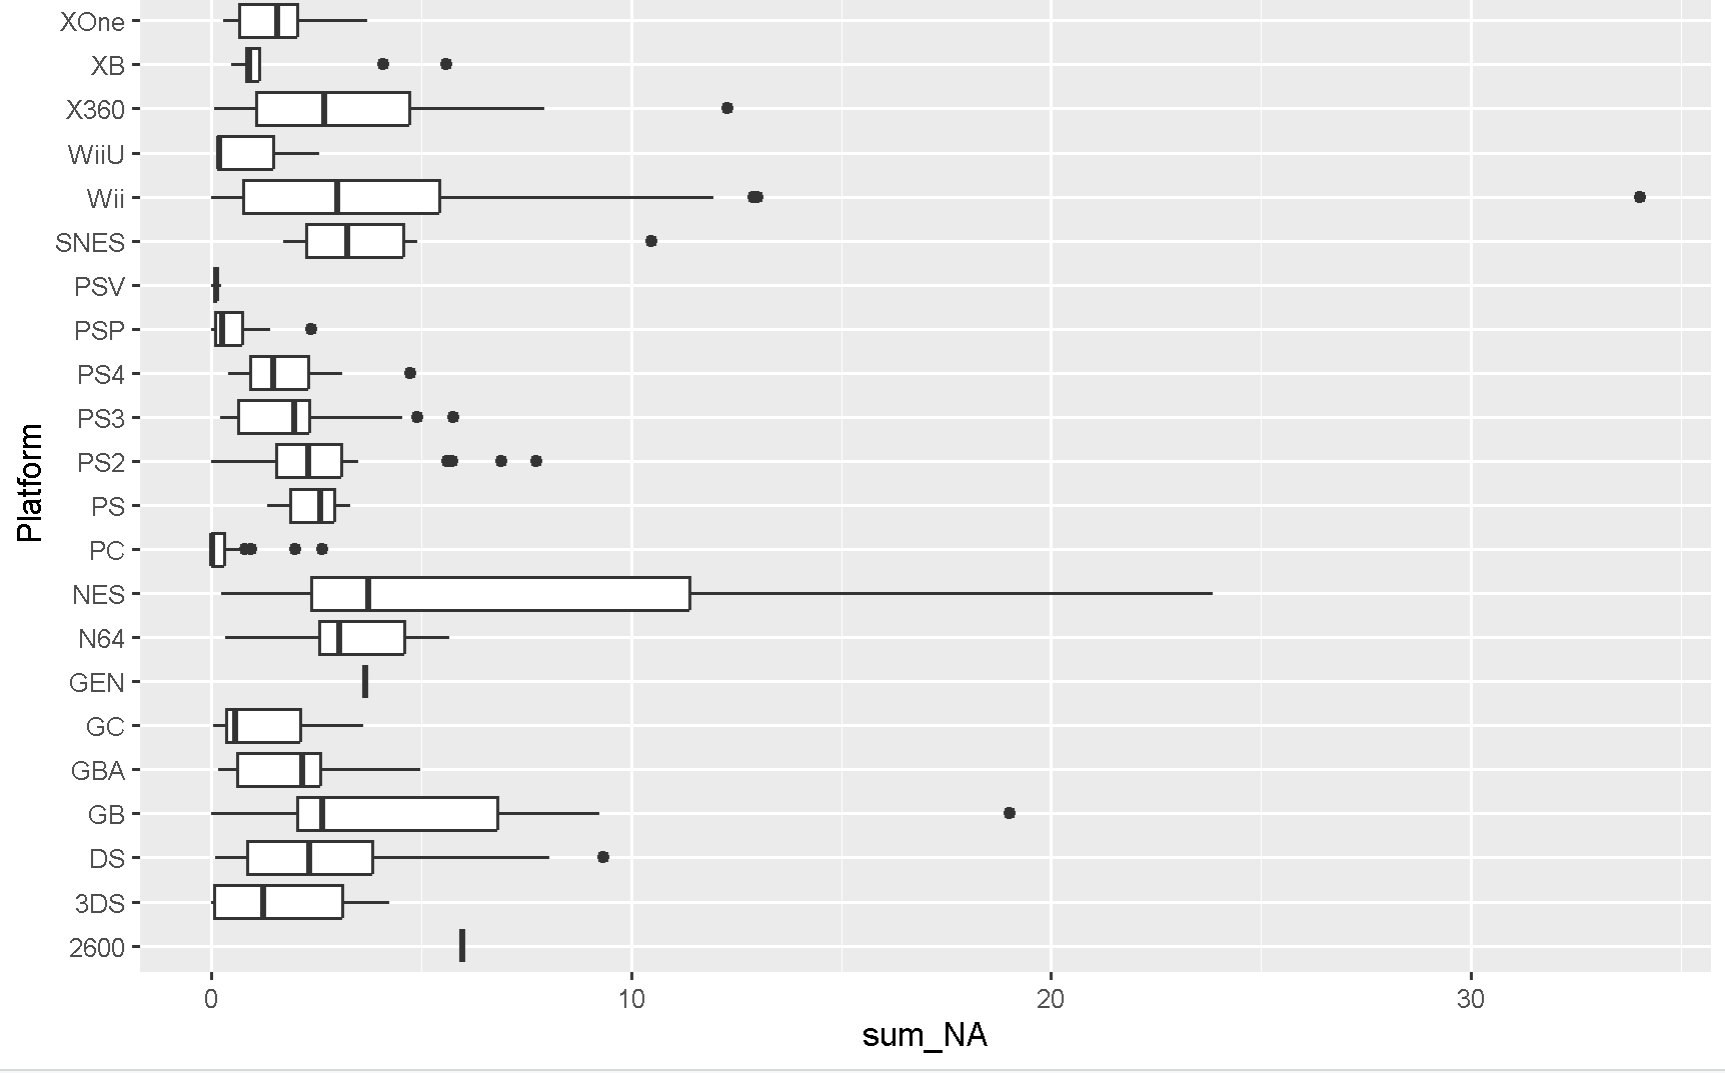 XOne
XB
X360
WiiU
Wii
SNES
PSV
PSP
PS4
PS3
PS2
PS
PC
NES
N64
GEN
GC
GBA
GB
DS
3DS
2600
Platform
0 10 20 30
sum_NA